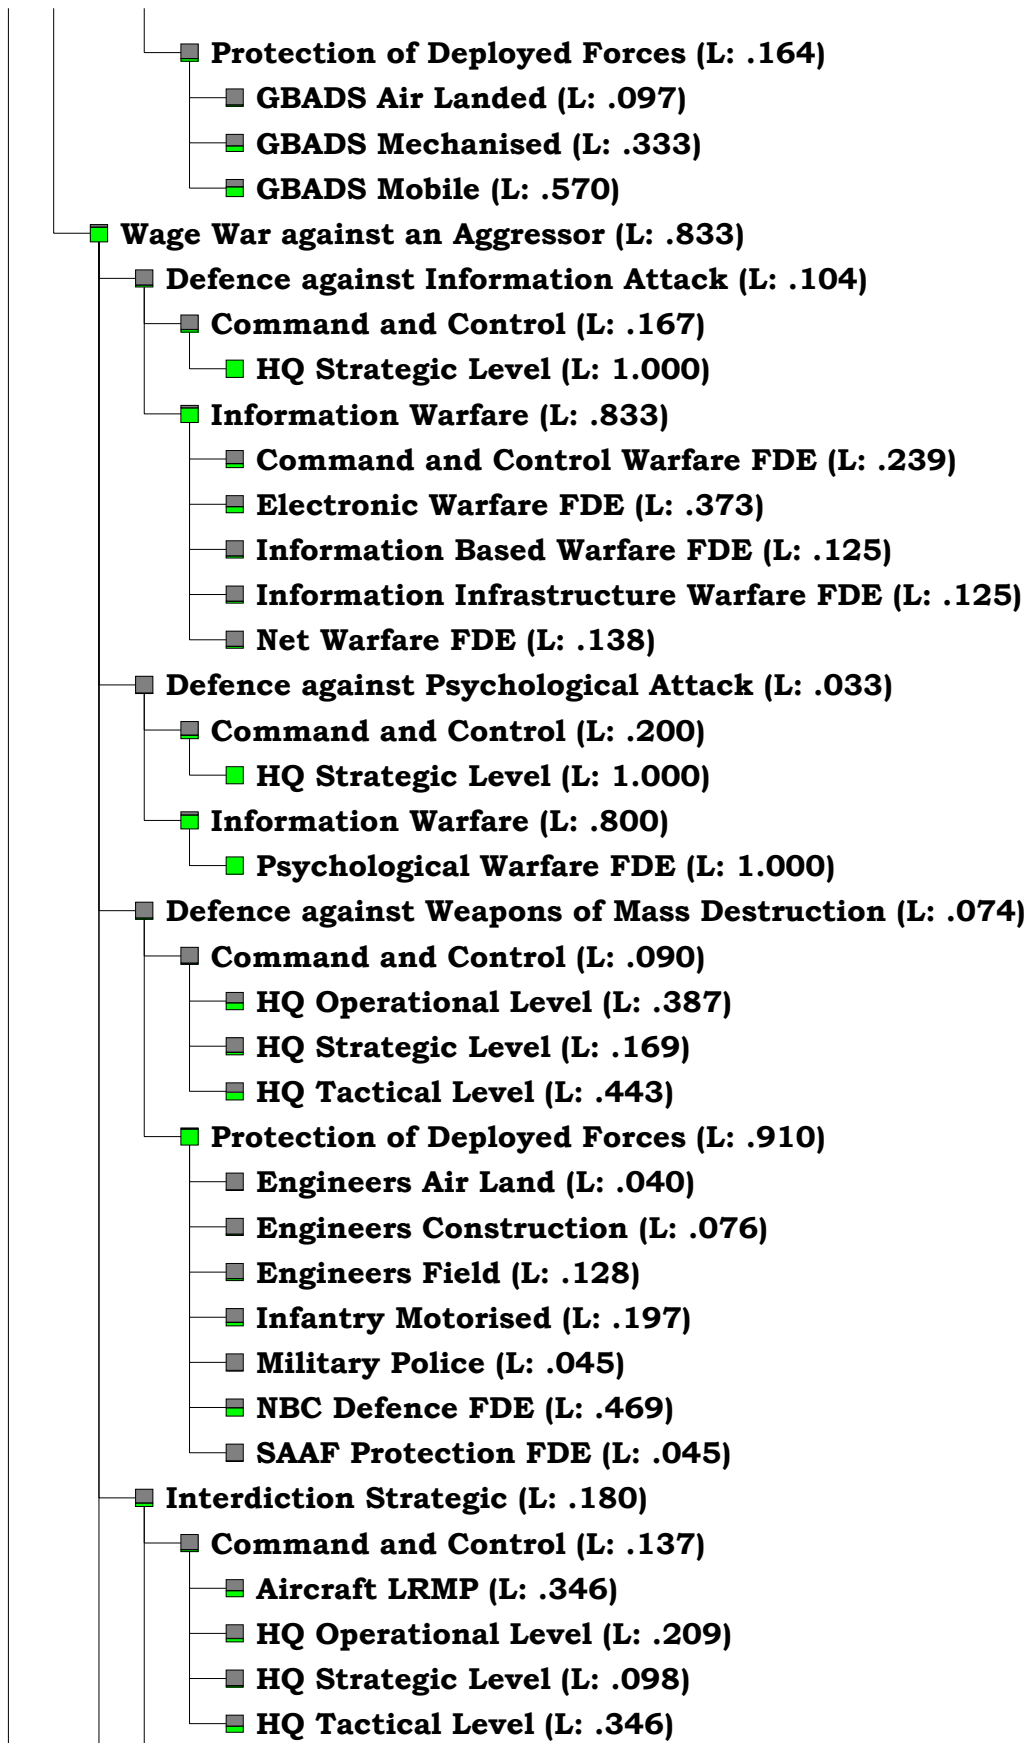 Protection of Deployed Forces (L: .164)
GBADS Air Landed (L: .097)
GBADS Mechanised (L: .333)
GBADS Mobile (L: .570)
Wage War against an Aggressor (L: .833)
Defence against Information Attack (L: .104)
Command and Control (L: .167)
HQ Strategic Level (L: 1.000)
Information Warfare (L: .833)
Command and Control Warfare FDE (L: .239)
Electronic Warfare FDE (L: .373)
Information Based Warfare FDE (L: .125)
Information Infrastructure Warfare FDE (L: .125)
Net Warfare FDE (L: .138)
Defence against Psychological Attack (L: .033)
Command and Control (L: .200)
HQ Strategic Level (L: 1.000)
Information Warfare (L: .800)
Psychological Warfare FDE (L: 1.000)
Defence against Weapons of Mass Destruction (L: .074)
Command and Control (L: .090)
HQ Operational Level (L: .387)
HQ Strategic Level (L: .169)
HQ Tactical Level (L: .443)
Protection of Deployed Forces (L: .910)
Engineers Air Land (L: .040)
Engineers Construction (L: .076)
Engineers Field (L: .128)
Infantry Motorised (L: .197)
Military Police (L: .045)
NBC Defence FDE (L: .469)
SAAF Protection FDE (L: .045)
Interdiction Strategic (L: .180)
Command and Control (L: .137)
Aircraft LRMP (L: .346)
HQ Operational Level (L: .209)
HQ Strategic Level (L: .098)
HQ Tactical Level (L: .346)